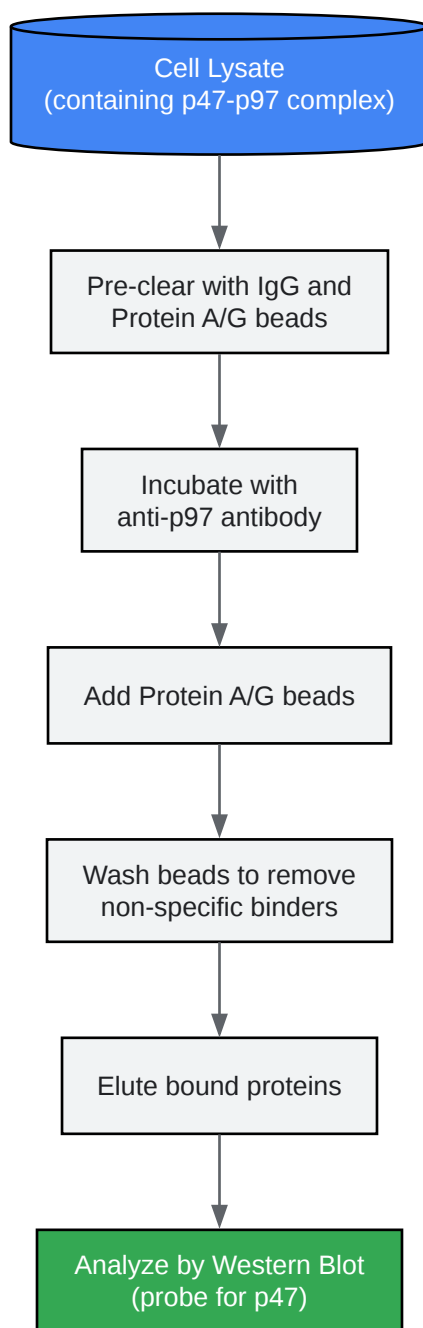 Cell Lysate
(containing p47-p97 complex)
Pre-clear with IgG and
Protein A/G beads
Incubate with
anti-p97 antibody
Add Protein A/G beads
Wash beads to remove
non-specific binders
Elute bound proteins
Analyze by Western Blot
(probe for p47)